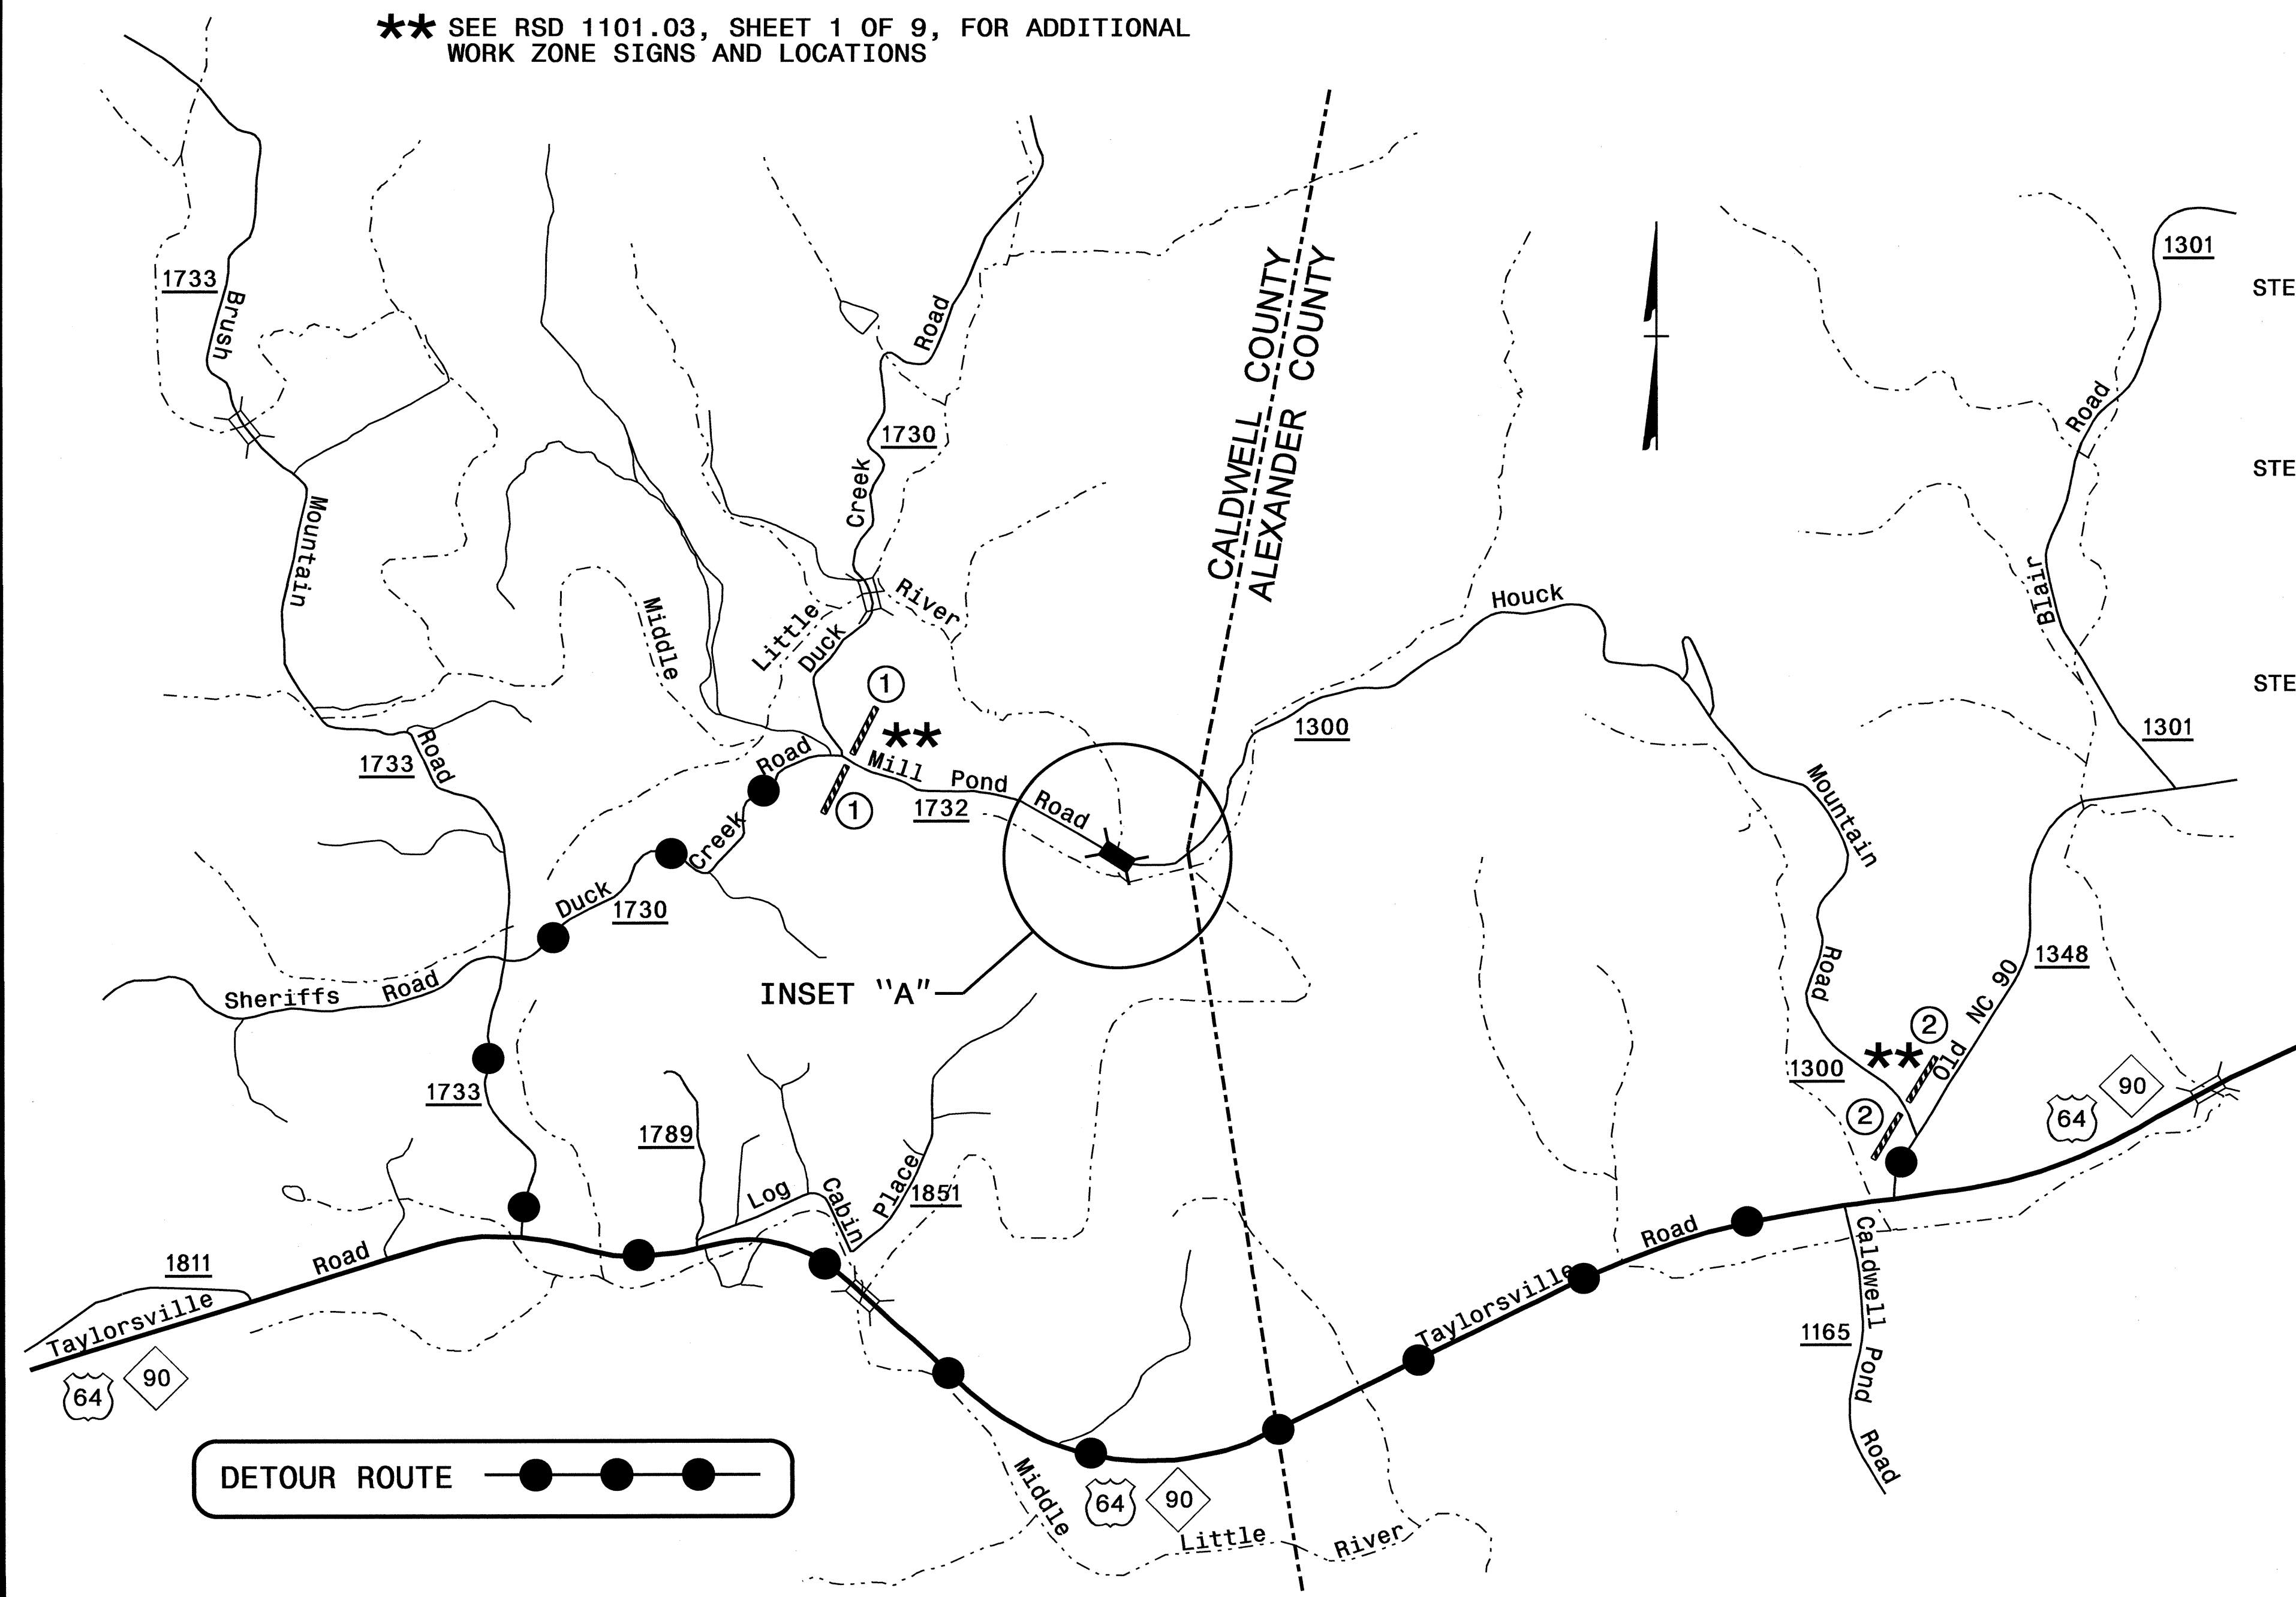 ** SEE RSD 1101.03, SHEET 1 OF 9, FOR ADDITIONAL
WORK ZONE SIGNS AND LOCATIONS
1301
1733
STE
Brush
Road
CALDWELL COUNTY
ALEXANDER COUNTY
Road
1730
STE
Creek
Mountain
Blair
River
Houck
Middle
Little
Duck
1
STE
**
1300
1301
Road
1733
Road
Mill
Pond
Road
1732
1
Mountain
Creek
Duck
1730
Road
1348
Sheriffs
Road
INSET "A"
NC 90
2
**
Old
1300
1733
90
64
2
1789
Log
Cabin
Place
1851
Road
1811
Road
Taylorsville
Caldwell Pond
Road
Taylorsville
1165
64
90
DETOUR ROUTE
Middle
64
90
Little
River